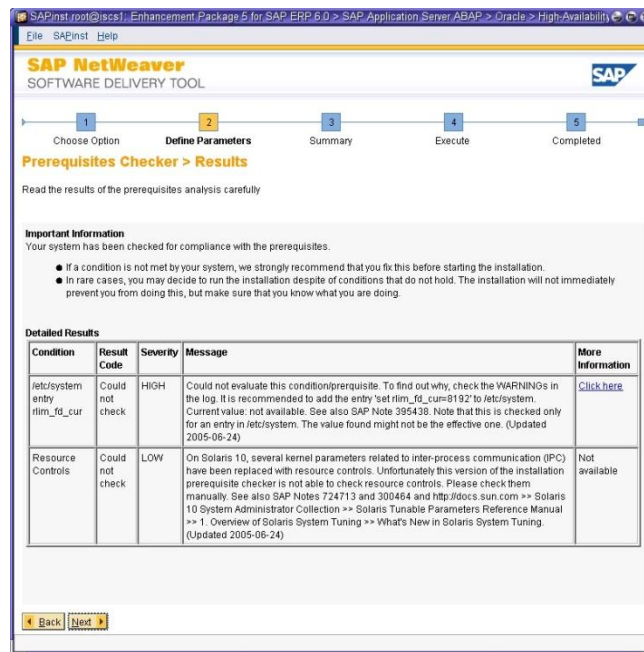 SAPinst root@iscs1: Enhancement Package 5 for SAP ERP 6.0 > SAP Application Server ABAP > Oracle > High-Availability
File SAPinst Help
SAP NetWeaver
SOFTWARE DELIVERY TOOL
SAP
1 2 3 4 5
Choose Option Define Parameters Summary Execute Completed
Prerequisites Checker > Results
Read the results of the prerequisites analysis carefully
Important Information
Your system has been checked for compliance with the prerequisites.
● If a condition is not met by your system, we strongly recommend that you fix this before starting the installation.
● In rare cases, you may decide to run the installation despite of conditions that do not hold. The installation will not immediately
prevent you from doing this, but make sure that you know what you are doing.
Detailed Results
Condition Result Code Severity Message More Information
/etc/system entry rlim_fd_cur
Could not check
HIGH
Could not evaluate this condition/prerquisite. To find out why, check the WARNINGs in
the log. It is recommended to add the entry 'set rlim_fd_cur=8192' to /etc/system.
Current value: not available. See also SAP Note 395438. Note that this is checked only
for an entry in /etc/system. The value found might not be the effective one. (Updated
2005-06-24)
Click here
Resource Controls
Could not check
LOW
On Solaris 10, several kernel parameters related to inter-process communication (IPC)
have been replaced with resource controls. Unfortunately this version of the installation
prerequisite checker is not able to check resource controls. Please check them
manually. See also SAP Notes 724713 and 300464 and http://docs.sun.com >> Solaris
10 System Administrator Collection >> Solaris Tunable Parameters Reference Manual
>> 1. Overview of Solaris System Tuning >> What's New in Solaris System Tuning.
(Updated 2005-06-24)
Not available
Back Next